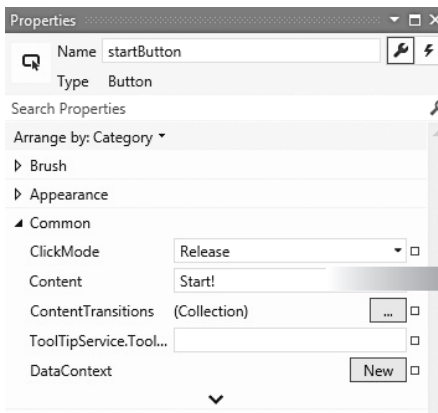 Properties
Name startButton
Type Button
Search Properties
Arrange by: Category
Brush
Appearance
Common
ClickMode Release
Content Start!
ContentTransitions (Collection) ...
ToolTipService.Tool...
DataContext New